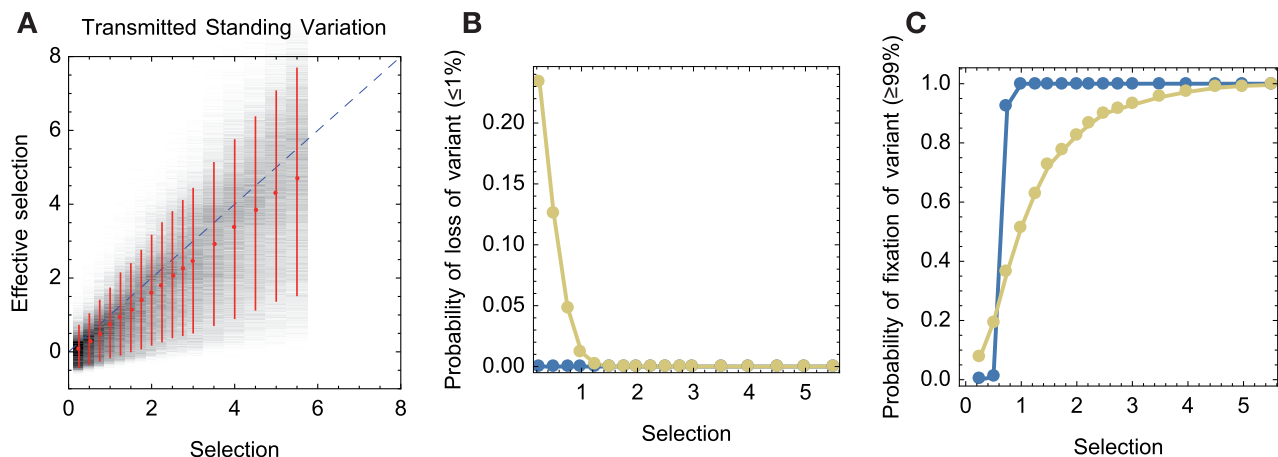 A
Transmitted Standing Variation
Effective selection
8
6
4
2
0
0 2 4 6 8
Selection
B
Probability of loss of variant (≤1%)
0.20
0.15
0.10
0.05
0.00
1 2 3 4 5
Selection
C
Probability of fixation of variant (≥99%)
1.0
0.8
0.6
0.4
0.2
0.0
0 1 2 3 4 5
Selection